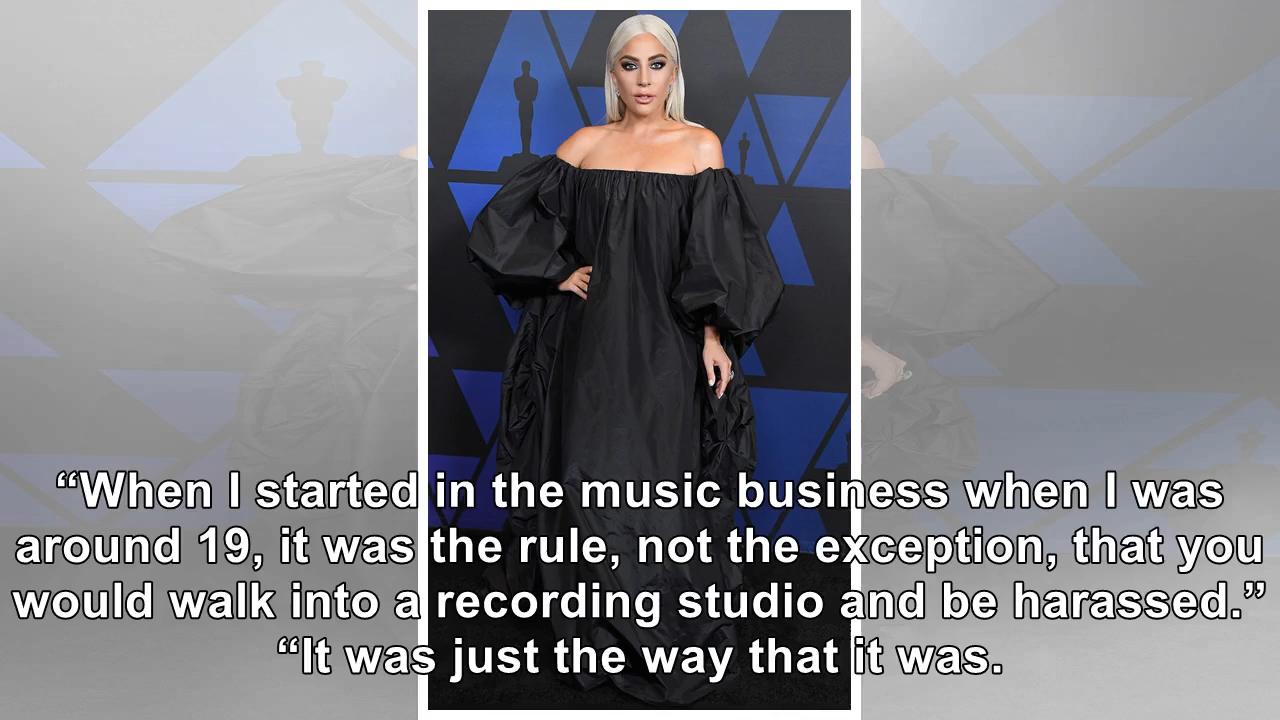 “When I started in the music business when I was
around 19, it was the rule, not the exception, that you
would walk into a recording studio and be harassed.”
“It was just the way that it was.